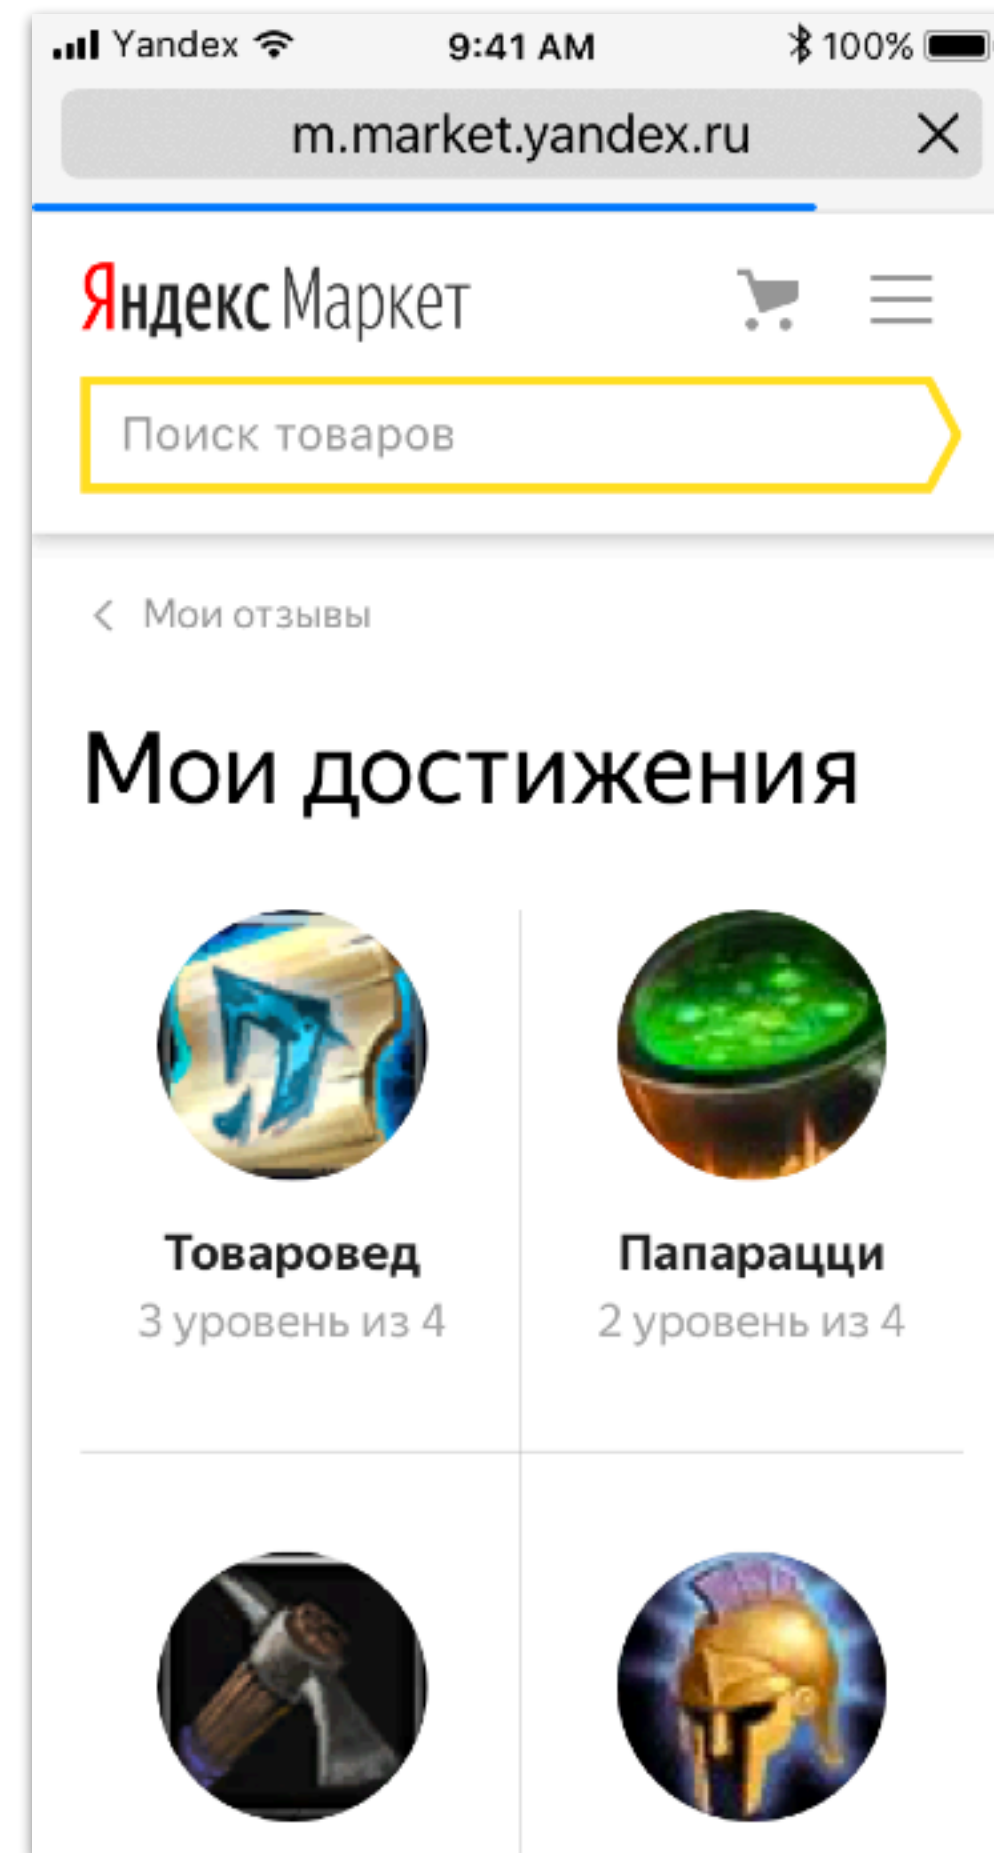 Yandex 9:41 AM 100%
m.market.yandex.ru
Яндекс Маркет
Поиск товаров
Мои отзывы
Мои достижения
Товаровед Папарацци
3 уровень из 4 2 уровень из 4